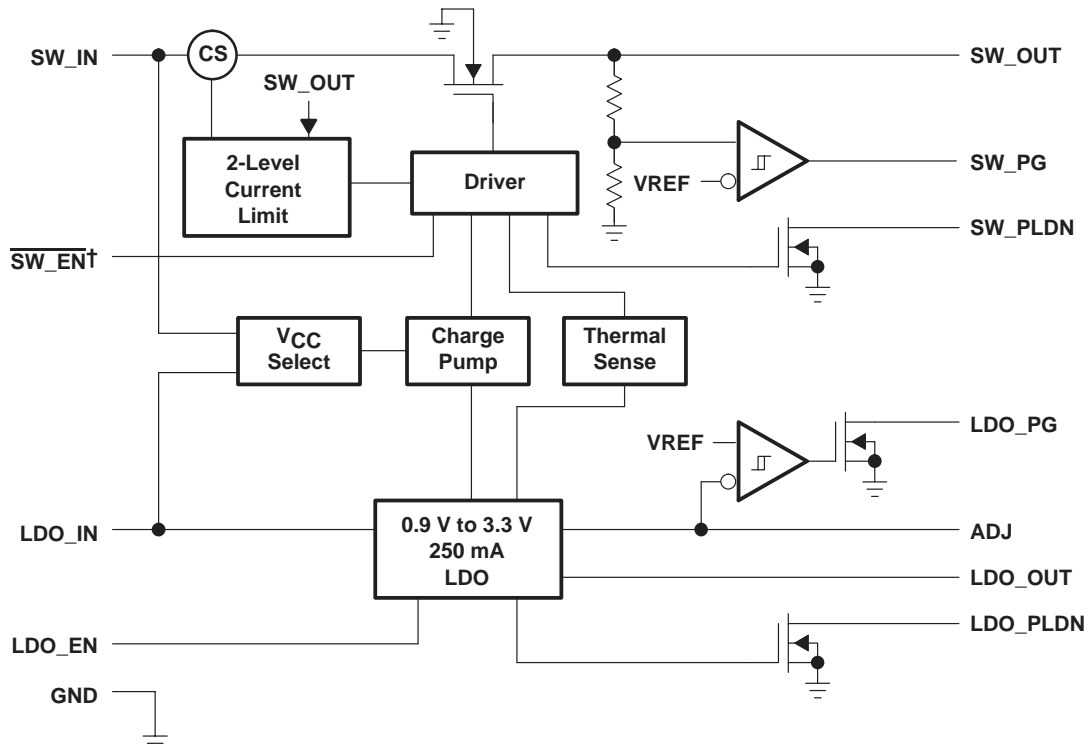 SW_IN
CS
SW_OUT
SW_OUT
2-Level
Current
Limit
Driver
VREF
SW_PG
SW_PLDN
SW_EN†
VCC
Select
Charge
Pump
Thermal
Sense
VREF
LDO_PG
LDO_IN
0.9 V to 3.3 V
250 mA
LDO
ADJ
LDO_OUT
LDO_EN
LDO_PLDN
GND